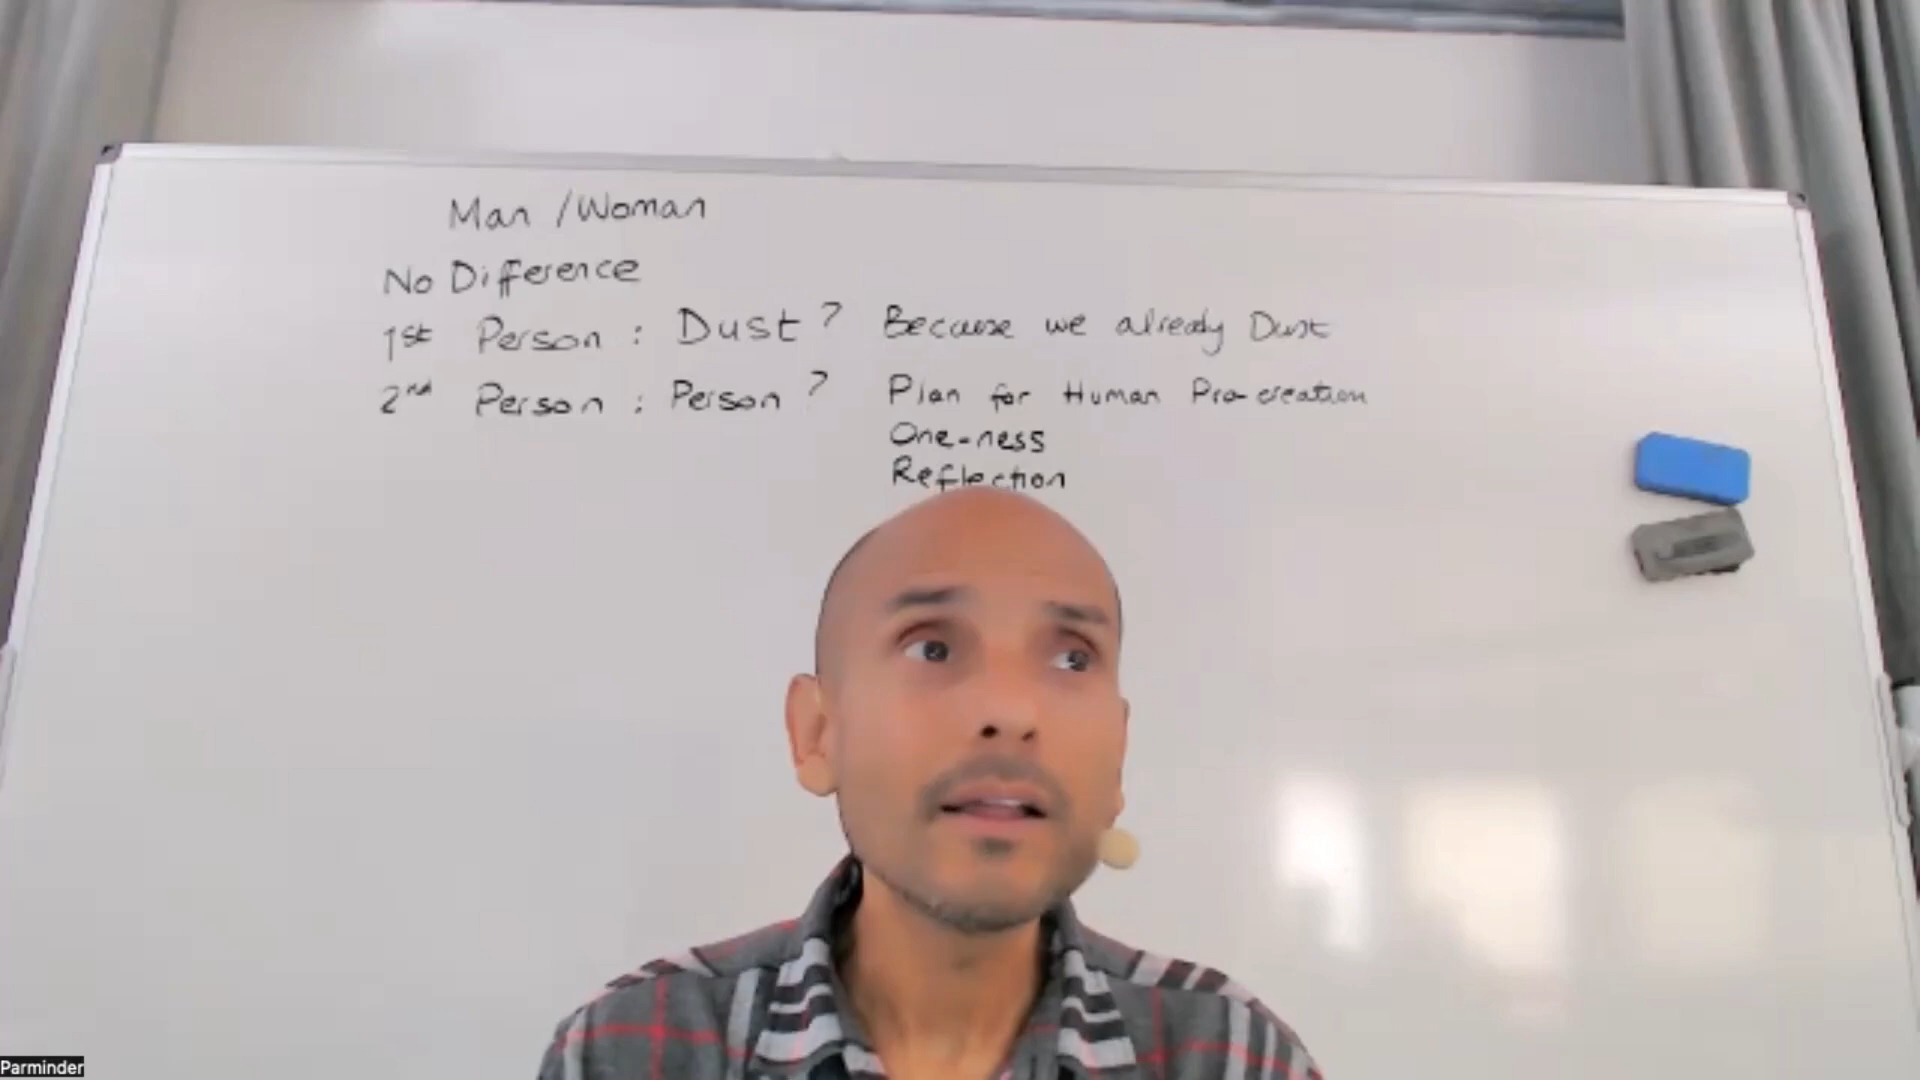 Man / Woman
No Difference
1st Person : Dust ? Because we already Dust
2nd Person : Person ? Plan for Human Pro-creation
One-ness
Reflection
Parminder